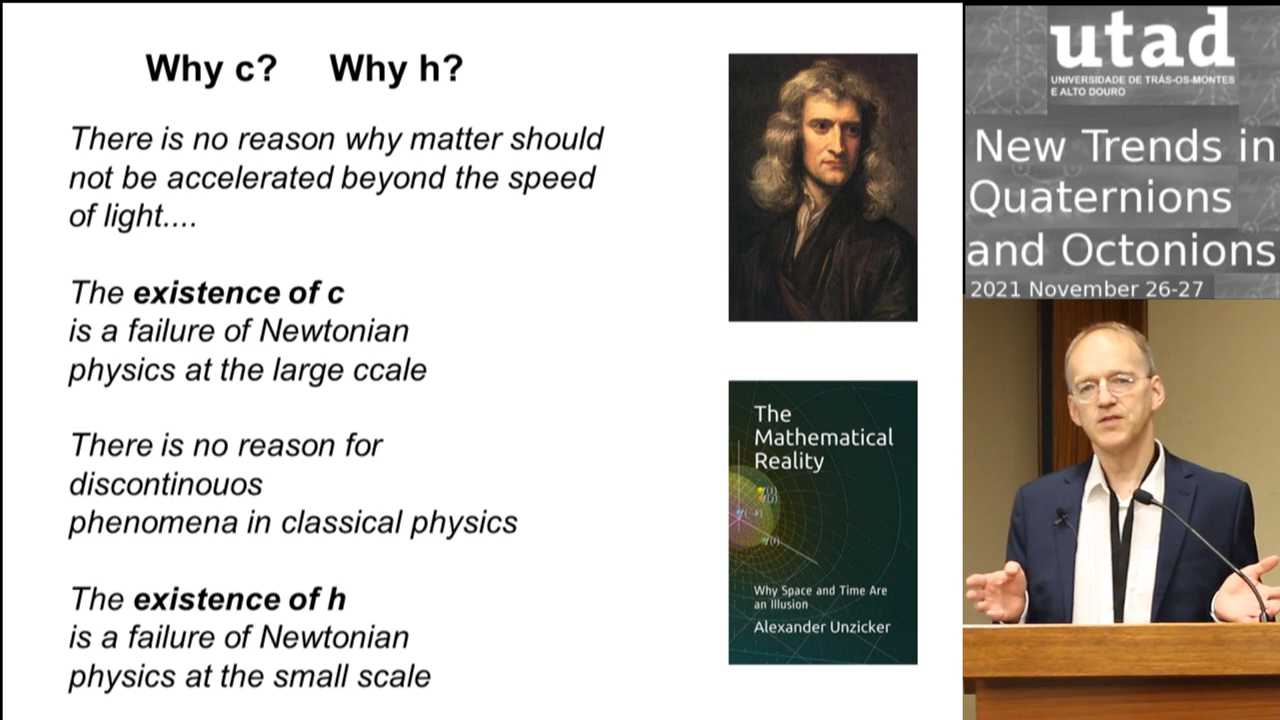 Why c? Why h?
There is no reason why matter should
not be accelerated beyond the speed
of light....
The existence of c
is a failure of Newtonian
physics at the large ccale
There is no reason for
discontinouos
phenomena in classical physics
The existence of h
is a failure of Newtonian
physics at the small scale
The
Mathematical
Reality
Why Space and Time Are
an Illusion
Alexander Unzicker
utad
UNIVERSIDADE DE TRÁS-OS-MONTES
E ALTO DOURO
New Trends in
Quaternions
and Octonions
2021 November 26-27